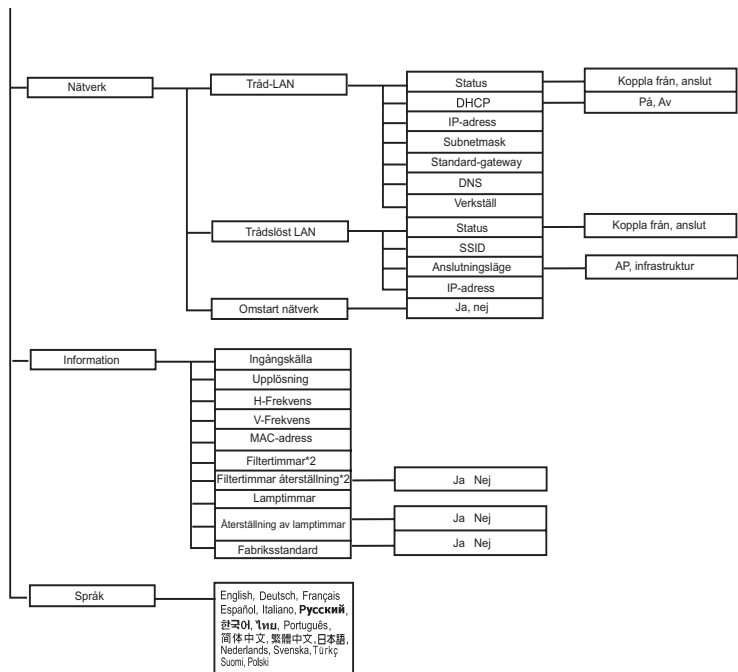 Nätverk
Tråd-LAN
Status
Koppla från, anslut
DHCP
På, Av
IP-adress
Subnetmask
Standard-gateway
DNS
Verkställ
Trådslöst LAN
Status
Koppla från, anslut
SSID
Anslutningsläge
AP, infrastruktur
IP-adress
Omstart nätverk
Ja, nej
Information
Ingångskälla
Upplösning
H-Frekvens
V-Frekvens
MAC-adress
Filtertimmar*2
Filtertimmar återställning*2
Ja Nej
Lamptimmar
Återställning av lamptimmar
Ja Nej
Fabriksstandard
Ja Nej
Språk
English, Deutsch, Français
Español, Italiano, Русский,
한국어, ไทย, Português,
简体中文, 繁體中文, 日本語,
Nederlands, Svenska, Türkç
Suomi, Polski